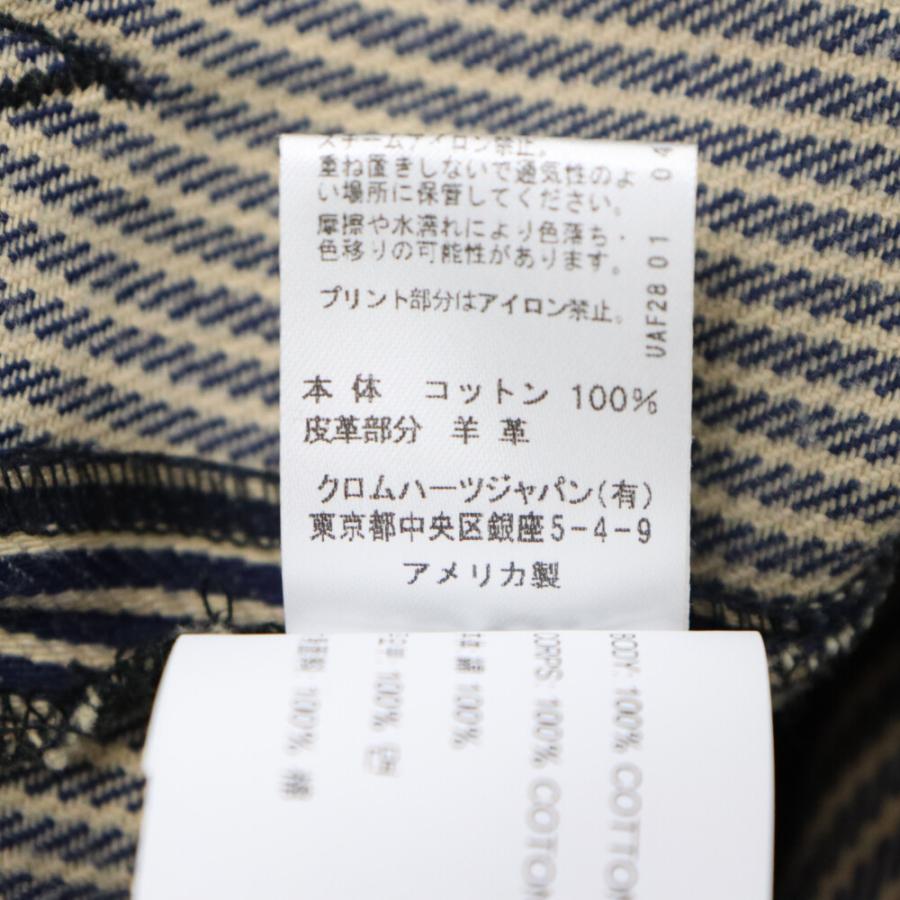 スチームアイロン禁止。
重ね置きしないで通気性のよ
い場所に保管してください。
摩擦や水濡れにより色落ち・
色移りの可能性があります。
プリント部分はアイロン禁止。
本体 コットン 100%
皮革部分 羊革
クロムハーツジャパン(有)
東京都中央区銀座5-4-9
アメリカ製
UAF28 01 04
BODY: 100% COTTON
CORPS: 100% COTON
100%
100%
100% 棉